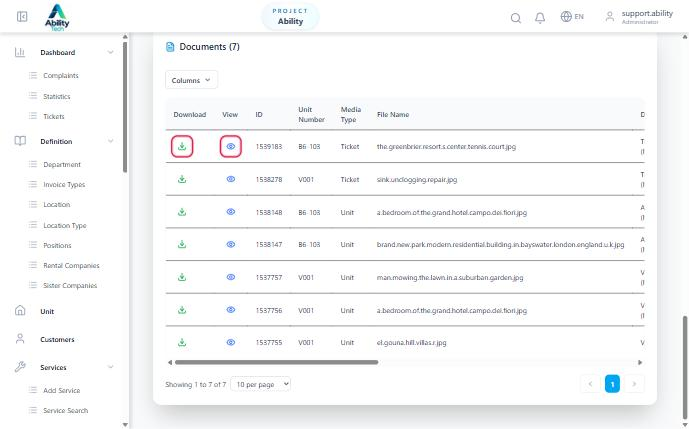 Ability
Tech
PROJECT
Ability
EN
support.ability
Administrator
Dashboard
Complaints
Statistics
Tickets
Definition
Department
Invoice Types
Location
Location Type
Positions
Rental Companies
Sister Companies
Unit
Customers
Services
Add Service
Service Search
Documents (7)
Columns
Download View ID Unit Number Media Type File Name D
1539183 B6-103 Ticket the.greenbrier.resort.s.center.tennis.court.jpg
1538278 V001 Ticket sink.unclogging.repair.jpg
1538148 B6-103 Unit a.bedroom.of.the.grand.hotel.campo.dei.fiori.jpg
1538147 B6-103 Unit brand.new.park.modern.residential.building.in.bayswater.london.england.u.k.jpg
1537757 V001 Unit man.mowing.the.lawn.in.a.suburban.garden.jpg
1537756 V001 Unit a.bedroom.of.the.grand.hotel.campo.dei.fiori.jpg
1537755 V001 Unit el.gouna.hill.villas.r.jpg
Showing 1 to 7 of 7 10 per page
1